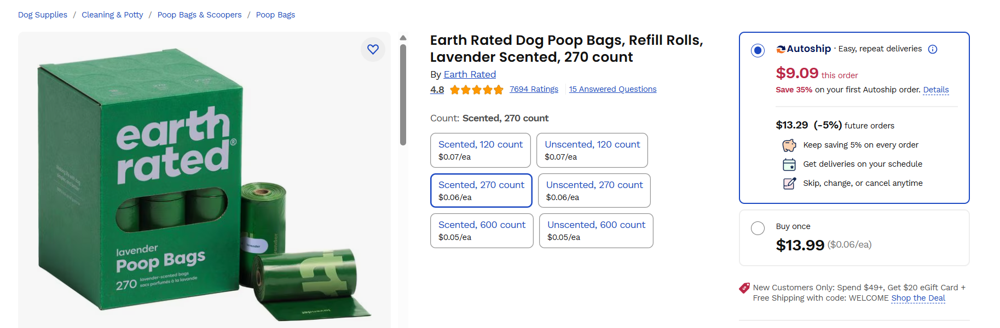 Dog Supplies / Cleaning & Potty / Poop Bags & Scoopers / Poop Bags
earth
rated®
lavender
Poop Bags
270 lavender-scented bags
sacs parfumés à la lavande
lavender
lavender
lavender
Earth Rated Dog Poop Bags, Refill Rolls,
Lavender Scented, 270 count
By Earth Rated
4.8 7694 Ratings 15 Answered Questions
Count: Scented, 270 count
Scented, 120 count
$0.07/ea
Unscented, 120 count
$0.07/ea
Scented, 270 count
$0.06/ea
Unscented, 270 count
$0.06/ea
Scented, 600 count
$0.05/ea
Unscented, 600 count
$0.05/ea
Autoship · Easy, repeat deliveries
$9.09 this order
Save 35% on your first Autoship order. Details
$13.29 (-5%) future orders
Keep saving 5% on every order
Get deliveries on your schedule
Skip, change, or cancel anytime
Buy once
$13.99 ($0.06/ea)
New Customers Only: Spend $49+, Get $20 eGift Card +
Free Shipping with code: WELCOME Shop the Deal